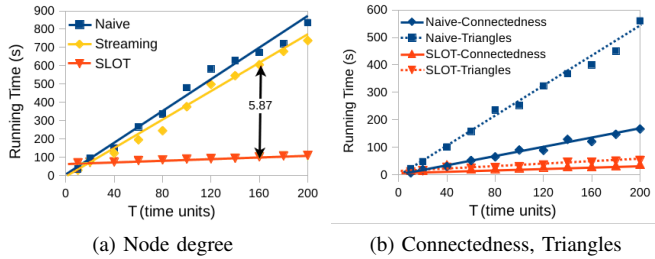 900
800
700
600
500
400
300
200
100
0
Running Time (s)
Naive
Streaming
SLOT
5.87
0 40 80 120 160 200
T (time units)
(a) Node degree
600
500
400
300
200
100
0
Running Time (s)
Naive-Connectedness
Naive-Triangles
SLOT-Connectedness
SLOT-Triangles
0 40 80 120 160 200
T (time units)
(b) Connectedness, Triangles